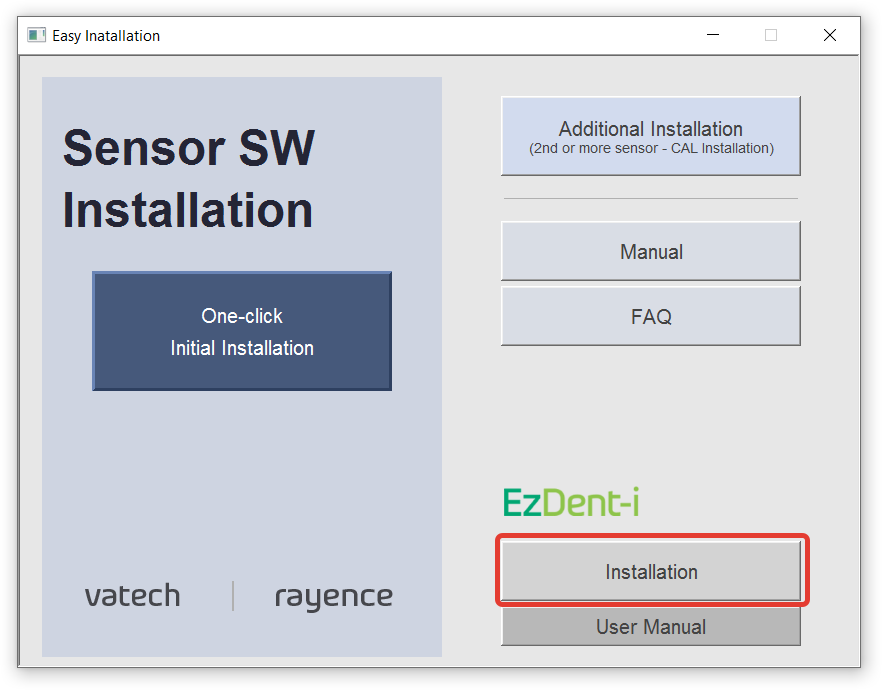 Easy Inatallation
Sensor SW
Installation
One-click
Initial Installation
vatech
rayence
Additional Installation
(2nd or more sensor - CAL Installation)
Manual
FAQ
EzDent-i
Installation
User Manual